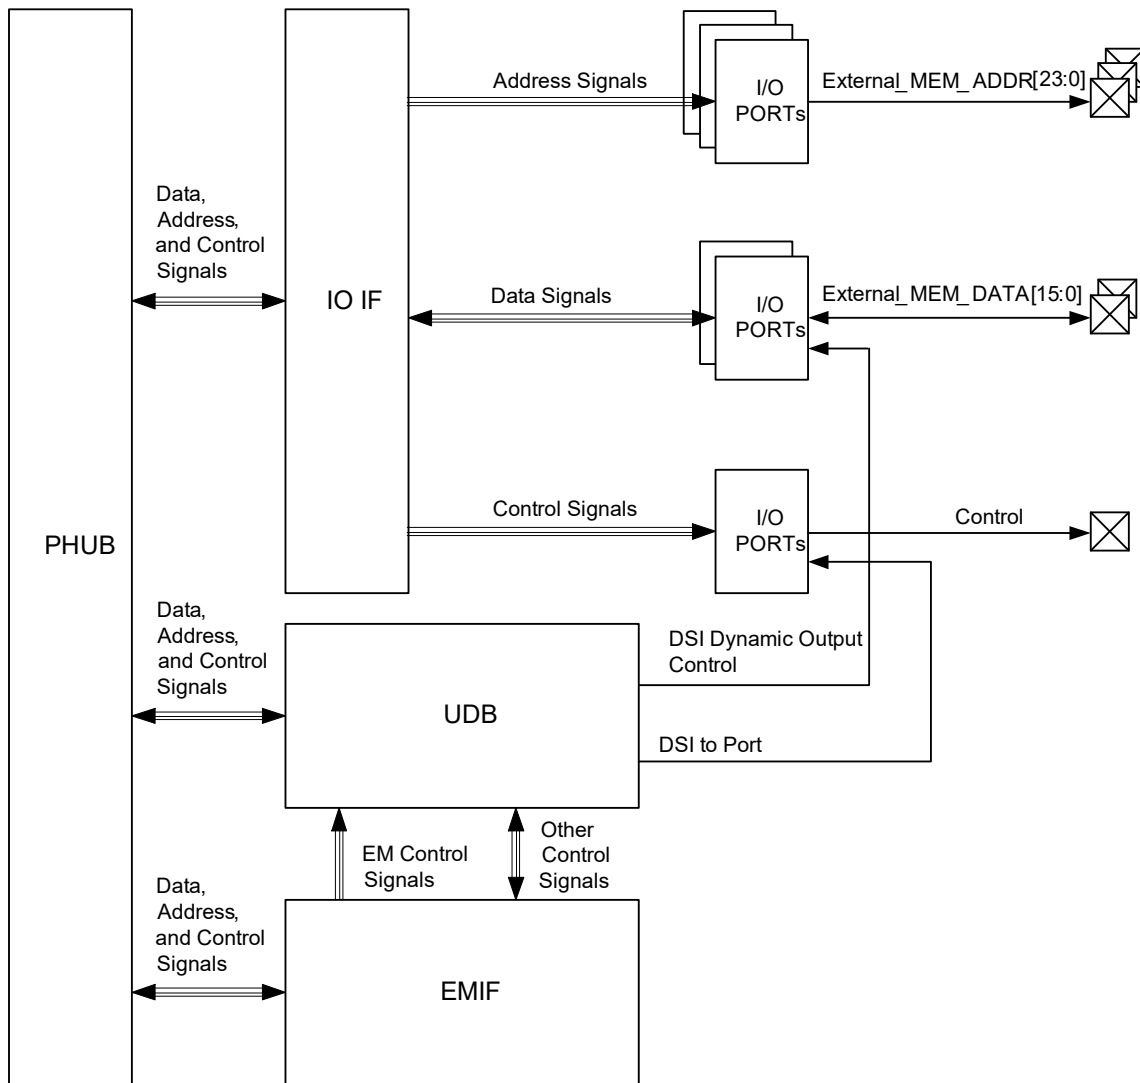 Address Signals
I/O
PORTs
External_MEM_ADDR[23:0]
Data,
Address,
and Control
Signals
IO IF
Data Signals
I/O
PORTs
External_MEM_DATA[15:0]
PHUB
Control Signals
I/O
PORTs
Control
Data,
Address,
and Control
Signals
UDB
DSI Dynamic Output
Control
DSI to Port
EM Control
Signals
Other
Control
Signals
Data,
Address,
and Control
Signals
EMIF